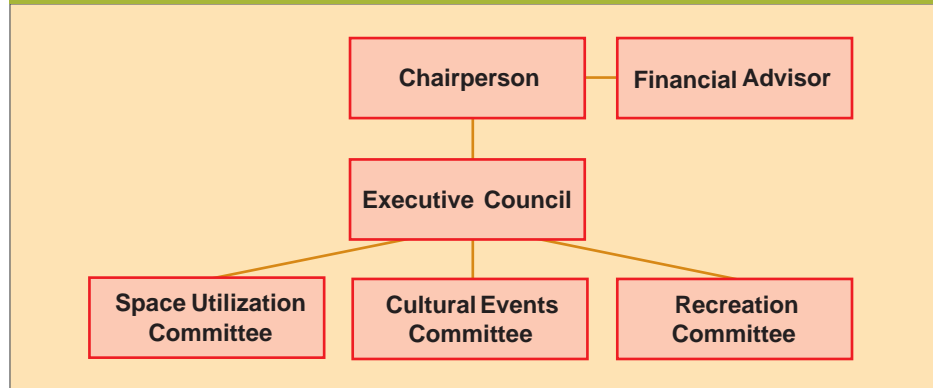 Chairperson
Financial Advisor
Executive Council
Space Utilization
Committee
Cultural Events
Committee
Recreation
Committee